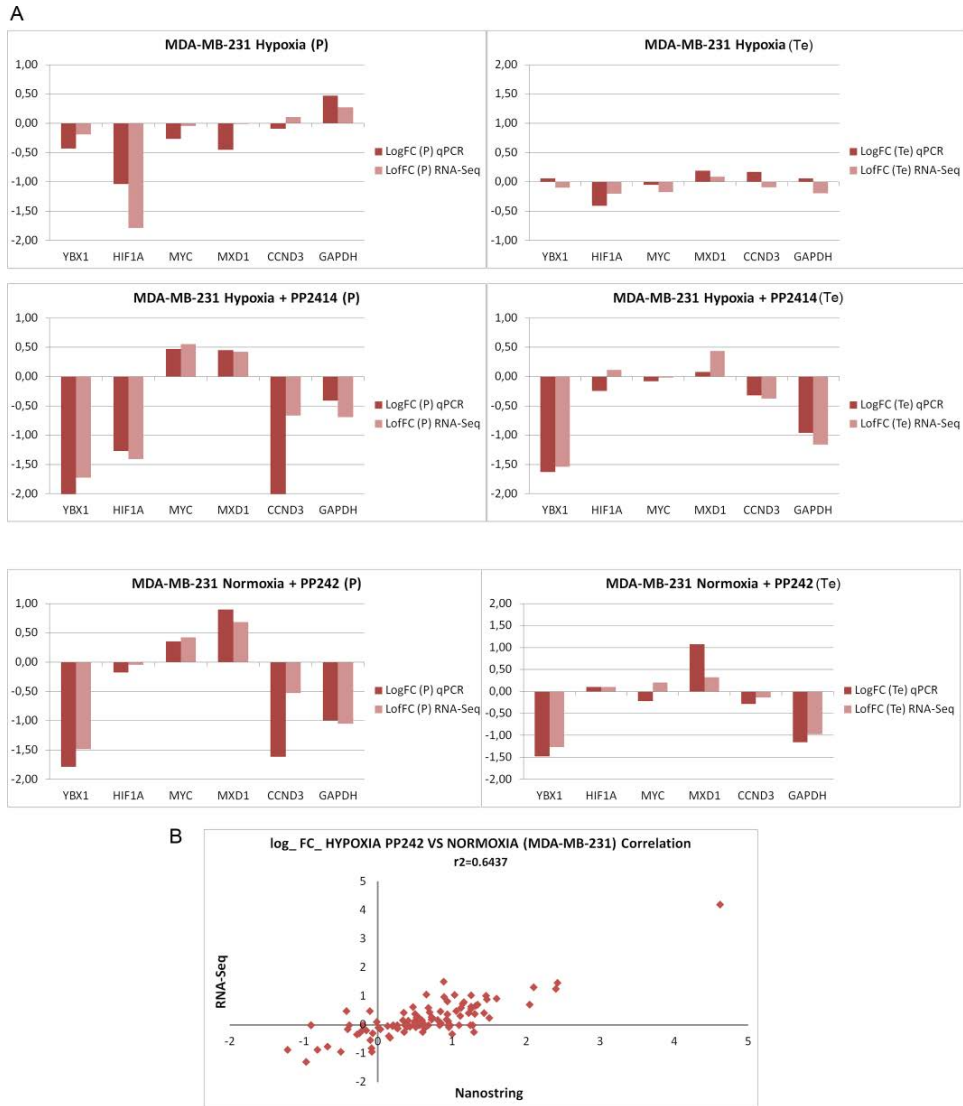 A
MDA-MB-231 Hypoxia (P)
1,00
0,50
0,00
-0,50
-1,00
-1,50
-2,00
YBX1 HIF1A MYC MXD1 CCND3 GAPDH
LogFC (P) qPCR
LofFC (P) RNA-Seq
MDA-MB-231 Hypoxia (Te)
2,00
1,50
1,00
0,50
0,00
-0,50
-1,00
YBX1 HIF1A MYC MXD1 CCND3 GAPDH
LogFC (Te) qPCR
LofFC (Te) RNA-Seq
MDA-MB-231 Hypoxia + PP2414 (P)
1,00
0,50
0,00
-0,50
-1,00
-1,50
-2,00
YBX1 HIF1A MYC MXD1 CCND3 GAPDH
LogFC (P) qPCR
LofFC (P) RNA-Seq
MDA-MB-231 Hypoxia + PP2414 (Te)
1,00
0,50
0,00
-0,50
-1,00
-1,50
-2,00
YBX1 HIF1A MYC MXD1 CCND3 GAPDH
LogFC (Te) qPCR
LofFC (Te) RNA-Seq
MDA-MB-231 Normoxia + PP242 (P)
1,00
0,50
0,00
-0,50
-1,00
-1,50
-2,00
YBX1 HIF1A MYC MXD1 CCND3 GAPDH
LogFC (P) qPCR
LofFC (P) RNA-Seq
MDA-MB-231 Normoxia + PP242 (Te)
2,00
1,50
1,00
0,50
0,00
-0,50
-1,00
-1,50
-2,00
YBX1 HIF1A MYC MXD1 CCND3 GAPDH
LogFC (Te) qPCR
LofFC (Te) RNA-Seq
B
log_ FC_ HYPOXIA PP242 VS NORMOXIA (MDA-MB-231) Correlation
r2=0.6437
RNA-Seq
5
4
3
2
1
0
-1
-2
-2 -1 0 1 2 3 4 5
Nanostring